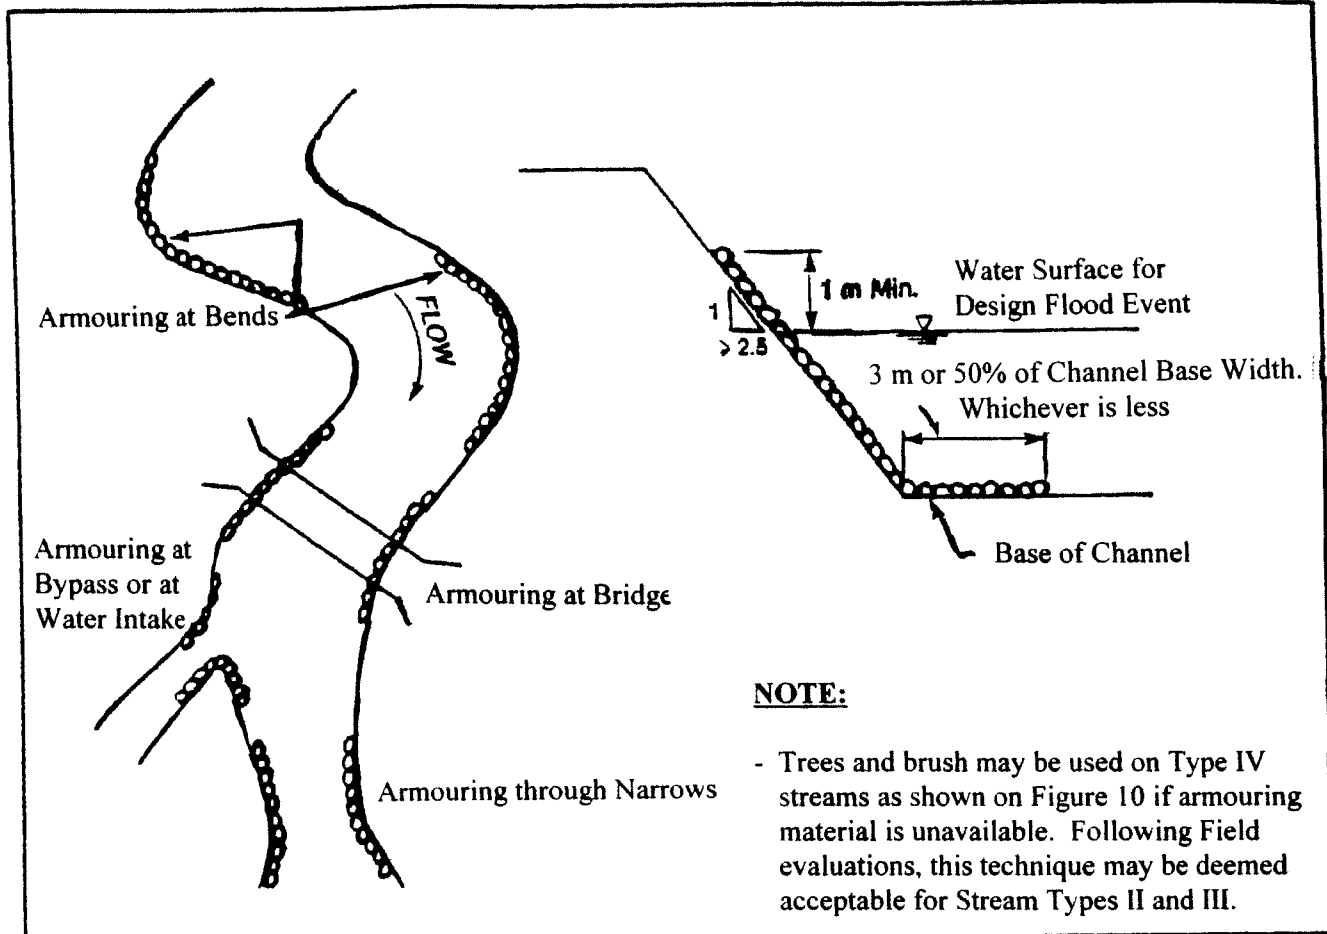 Armouring at Bends
FLOW
Armouring at
Bypass or at
Water Intake
Armouring at Bridge
Armouring through Narrows
1 m Min.
1
> 2.5
Water Surface for
Design Flood Event
3 m or 50% of Channel Base Width.
Whichever is less
Base of Channel
NOTE:
- Trees and brush may be used on Type IV
streams as shown on Figure 10 if armouring
material is unavailable. Following Field
evaluations, this technique may be deemed
acceptable for Stream Types II and III.